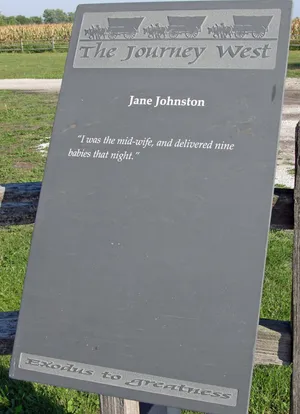 The Journey West
Jane Johnston
"I was the mid-wife, and delivered nine
babies that night."
Exodus to greatness